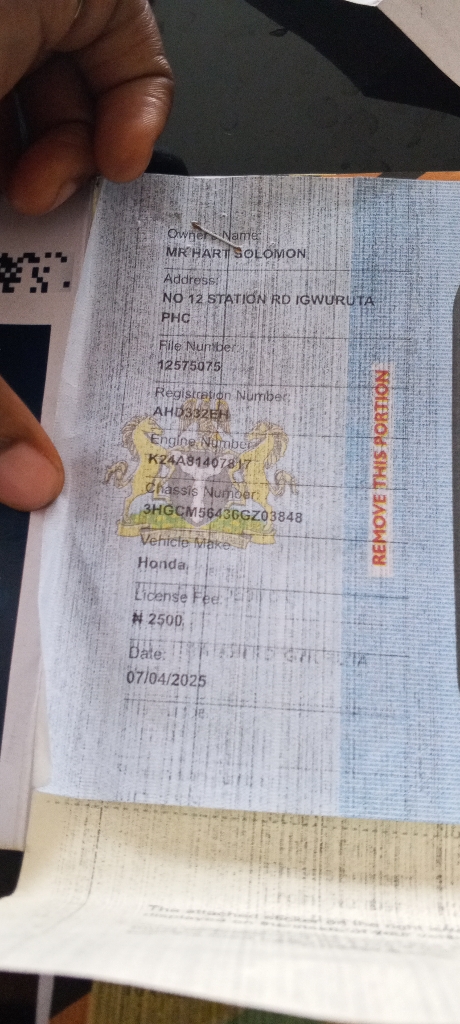 Owner's Name:
MR HART SOLOMON
Address:
NO 12 STATION RD IGWURUTA
PHC
File Number:
12575075
Registration Number:
AHD332EH
Engine Number
K24A81407817
Chassis Number:
3HGCM56436GZ03848
Vehicle Make:
Honda,
License Fee:
₦ 2500,
Date:
07/04/2025
REMOVE THIS PORTION